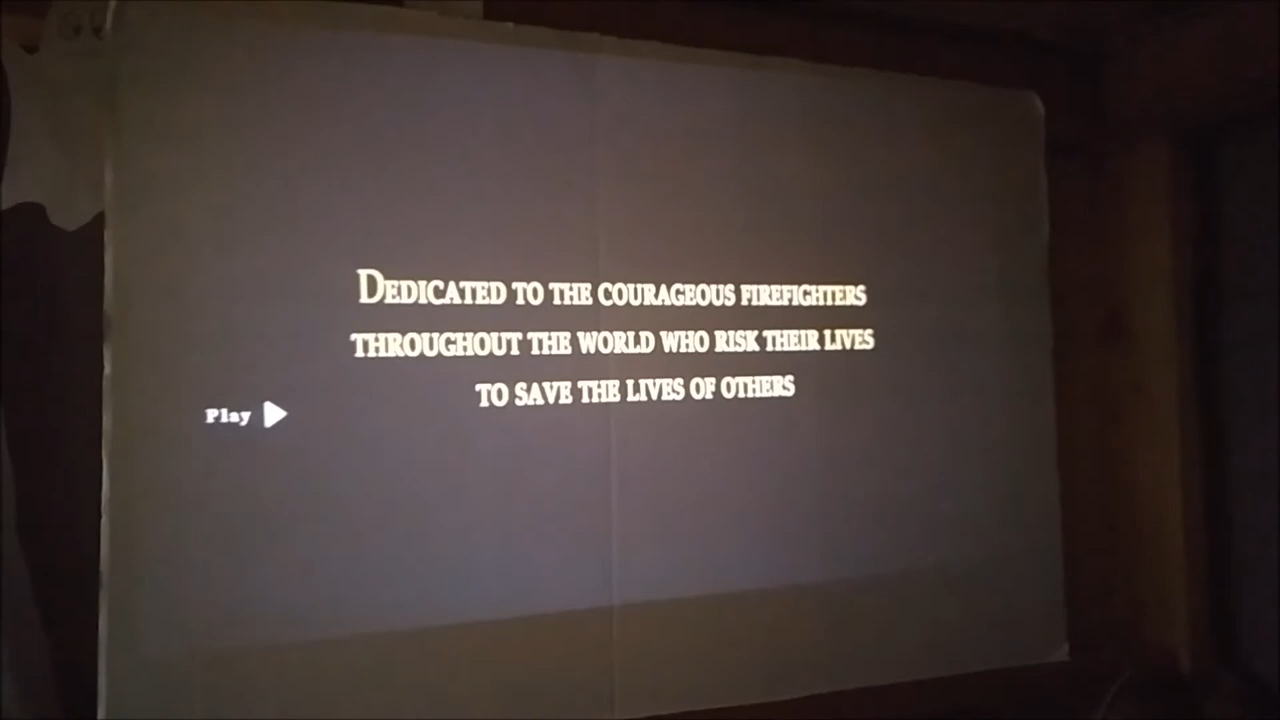 DEDICATED TO THE COURAGEOUS FIREFIGHTERS
THROUGHOUT THE WORLD WHO RISK THEIR LIVES
TO SAVE THE LIVES OF OTHERS
Play